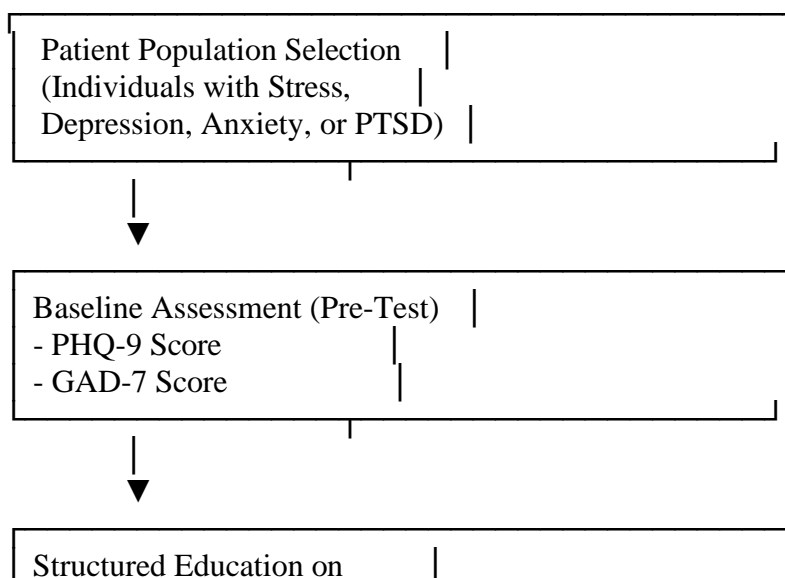 Patient Population Selection
(Individuals with Stress,
Depression, Anxiety, or PTSD)
Baseline Assessment (Pre-Test)
- PHQ-9 Score
- GAD-7 Score
Structured Education on